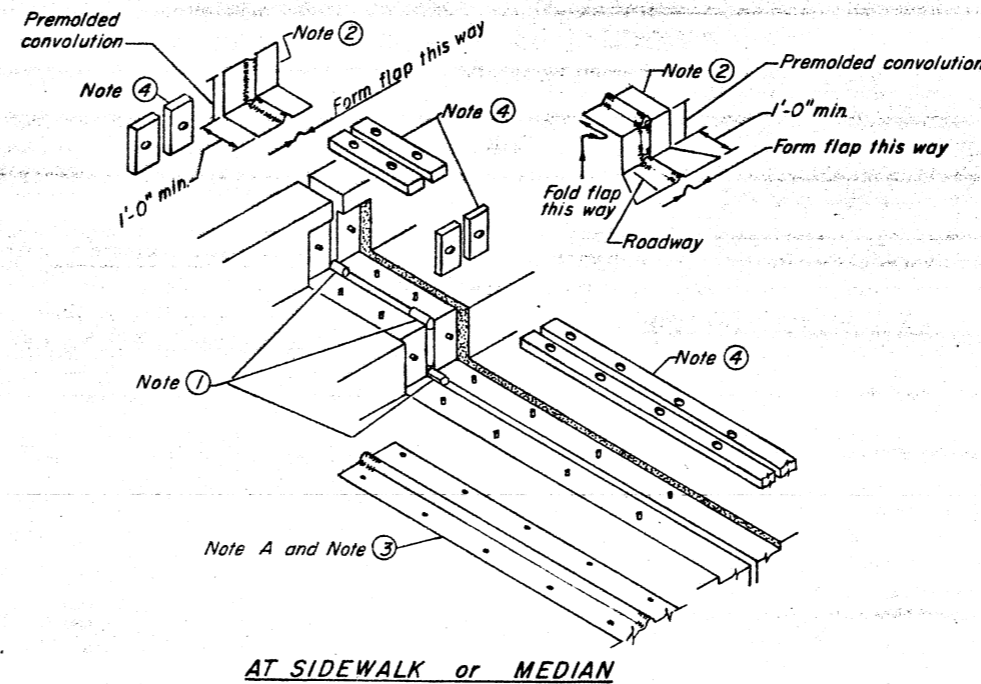 Premolded
convolution
Note ②
Form flap this way
Note ④
1'-0" min.
Note ④
Note ②
Premolded convolution
1'-0" min.
Form flap this way
Fold flap
this way
Roadway
Note ①
Note ④
Note A and Note ③
AT SIDEWALK or MEDIAN